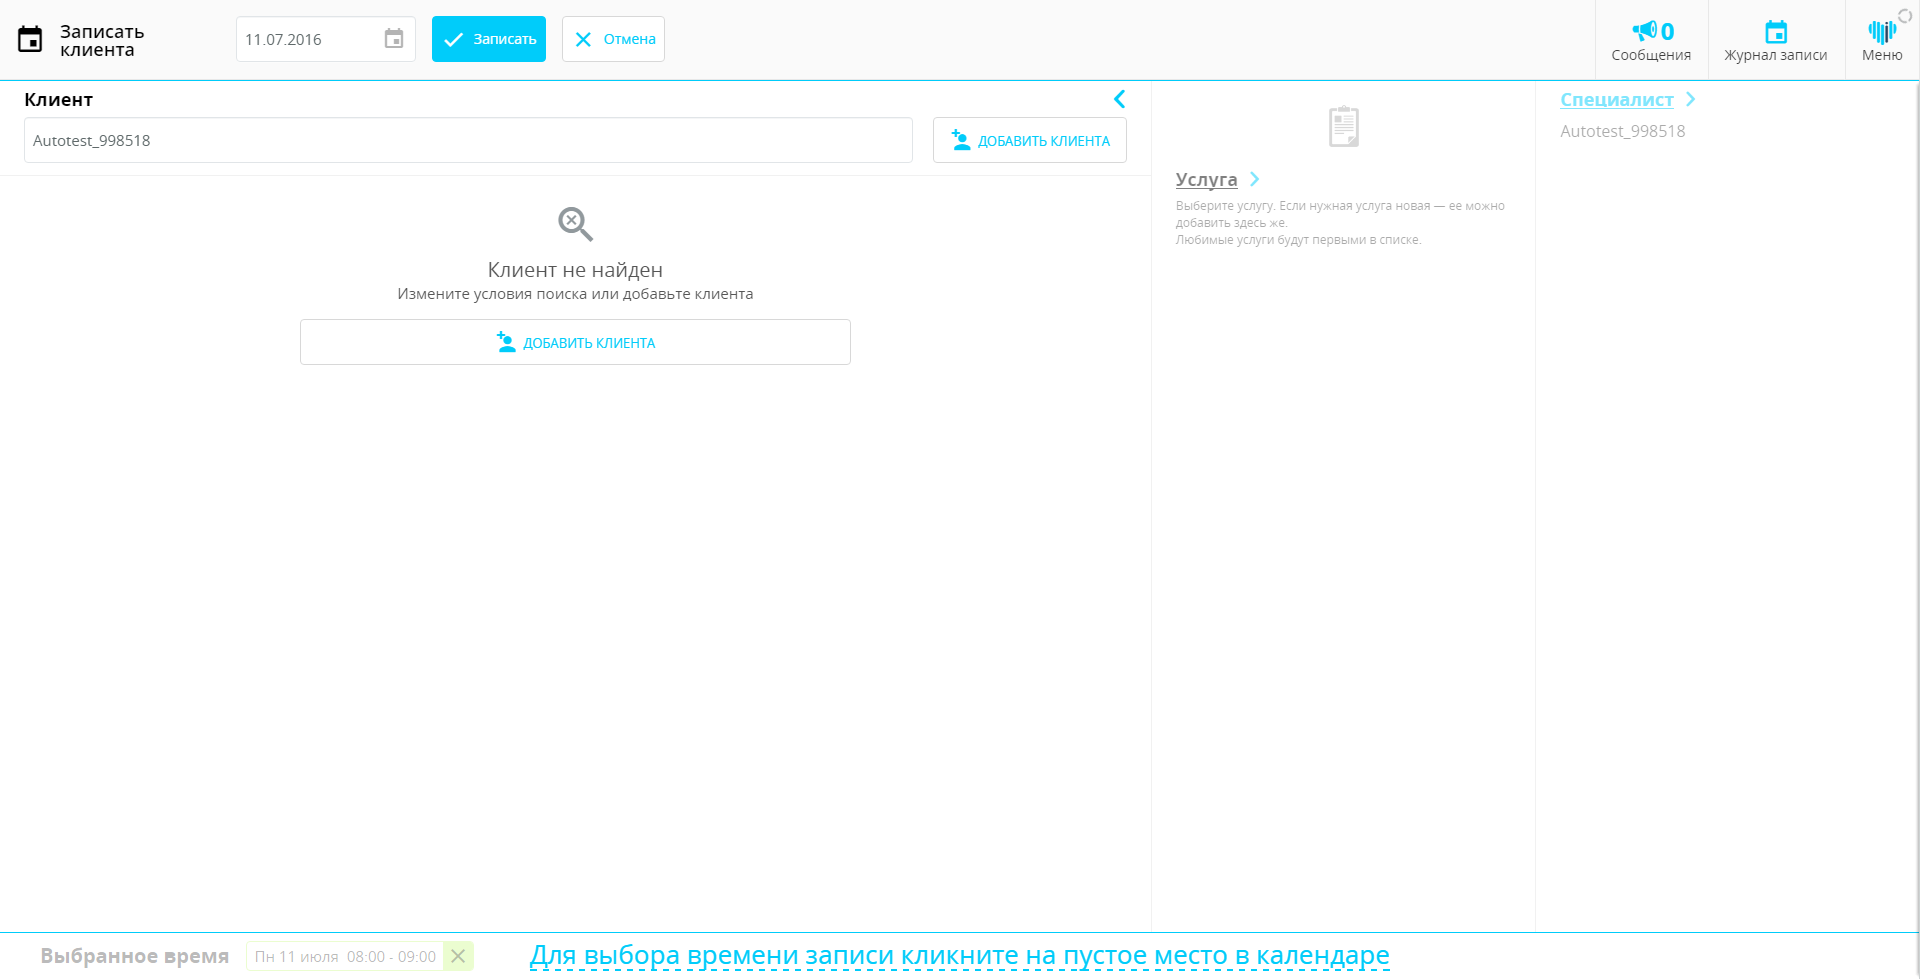 Записать
клиента
11.07.2016
Записать
Отмена
0
Сообщения
Журнал записи
Меню
Клиент
Autotest_998518
ДОБАВИТЬ КЛИЕНТА
Клиент не найден
Измените условия поиска или добавьте клиента
ДОБАВИТЬ КЛИЕНТА
Услуга
Выберите услугу. Если нужная услуга новая — ее можно
добавить здесь же.
Любимые услуги будут первыми в списке.
Специалист
Autotest_998518
Выбранное время
Пн 11 июля 08:00 - 09:00
Для выбора времени записи кликните на пустое место в календаре